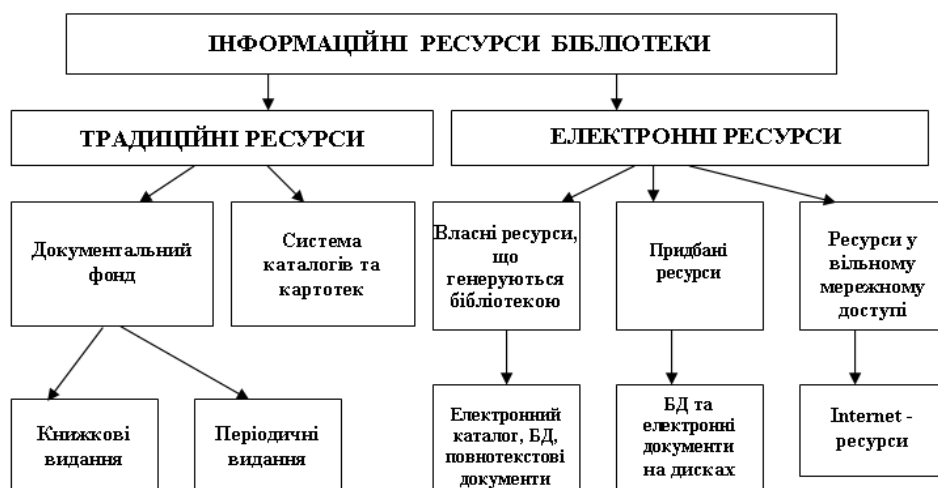 ІНФОРМАЦІЙНІ РЕСУРСИ БІБЛІОТЕКИ
ТРАДИЦІЙНІ РЕСУРСИ
ЕЛЕКТРОННІ РЕСУРСИ
Документальний
фонд
Система
каталогів та
картотек
Власні ресурси,
що
генеруються
бібліотекою
Придбані
ресурси
Ресурси у
вільному
мережному
доступі
Книжкові
видання
Періодичні
видання
Електронний
каталог, БД,
повнотекстові
документи
БД та
електронні
документи
на дисках
Internet -
ресурси